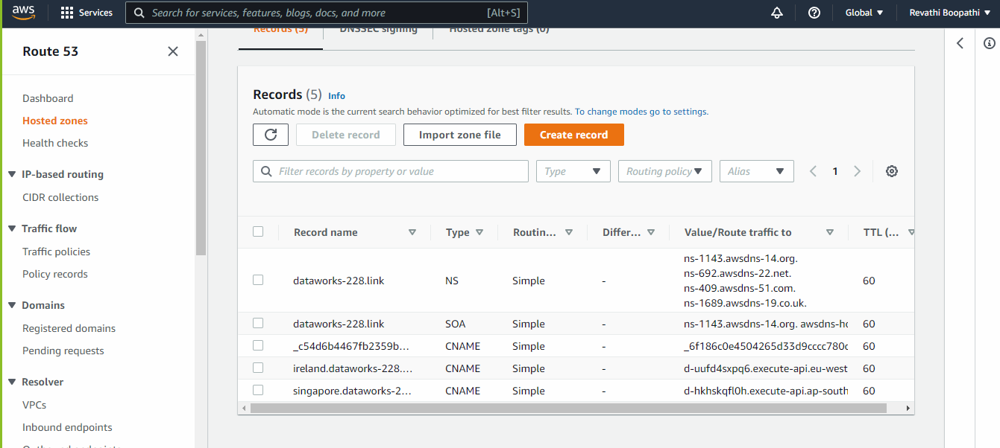 aws
Services
Search for services, features, blogs, docs, and more
[Alt+S]
Global
Revathi Boopathi
Route 53
Dashboard
Hosted zones
Health checks
IP-based routing
CIDR collections
Traffic flow
Traffic policies
Policy records
Domains
Registered domains
Pending requests
Resolver
VPCs
Inbound endpoints
Outbound endpoints
Records (5)
DNSSEC signing
Hosted zone tags (0)
Records (5) Info
Automatic mode is the current search behavior optimized for best filter results. To change modes go to settings.
Delete record
Import zone file
Create record
Filter records by property or value
Type
Routing policy
Alias
1
Record name Type Routin... Differ... Value/Route traffic to TTL (...
ns-1143.awsdns-14.org.
ns-692.awsdns-22.net.
dataworks-228.link NS Simple - 60
ns-409.awsdns-51.com.
ns-1689.awsdns-19.co.uk.
dataworks-228.link SOA Simple - ns-1143.awsdns-14.org. awsdns-ho 60
_c54d6b4467fb2359b... CNAME Simple - _6f186c0e4504265d33d9cccc780c 60
ireland.dataworks-228.... CNAME Simple - d-uufd4sxpq6.execute-api.eu-west 60
singapore.dataworks-2... CNAME Simple - d-hkhskqfl0h.execute-api.ap-south 60